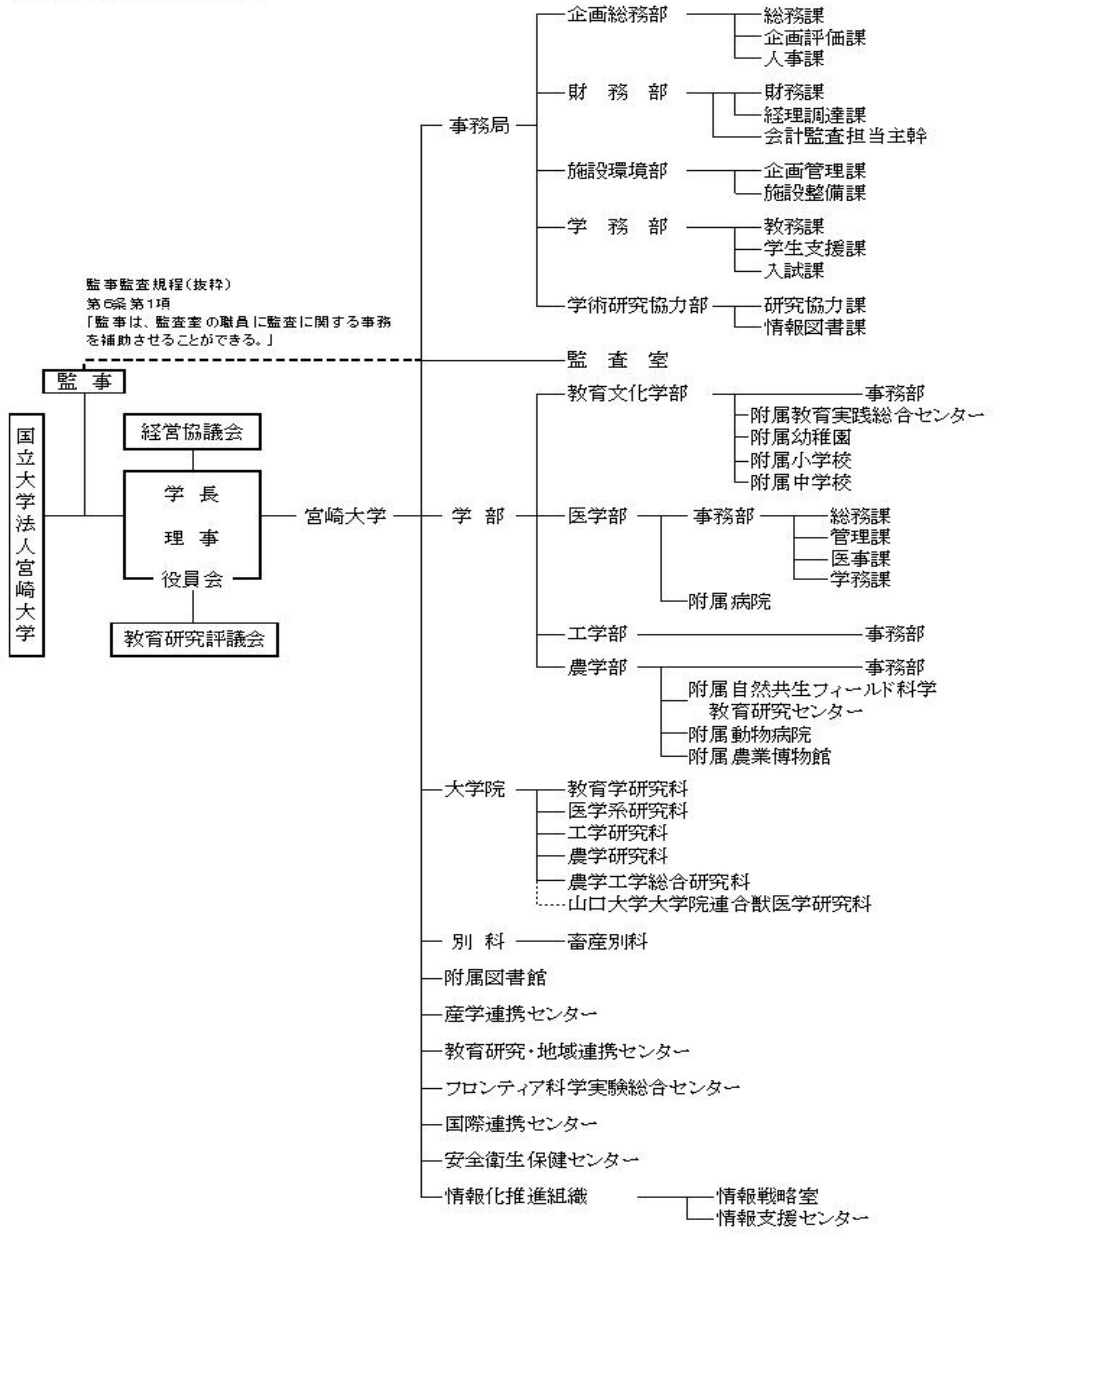 企画総務部 総務課
企画評価課
人事課
財務部 財務課
経理調達課
会計監査担当主幹
事務局
施設環境部 企画管理課
施設整備課
学務部 教務課
学生支援課
入試課
学術研究協力部 研究協力課
情報図書課
監事監査規程(抜粋)
第6条第1項
「監事は、監査室の職員に監査に関する事務
を補助させることができる。」
監査室
監事
国立大学法人宮崎大学
経営協議会
学長
理事
役員会
教育研究評議会
宮崎大学
学部
教育文化学部 事務部
附属教育実践総合センター
附属幼稚園
附属小学校
附属中学校
医学部 事務部 総務課
管理課
医事課
学務課
附属病院
工学部 事務部
農学部 事務部
附属自然共生フィールド科学
教育研究センター
附属動物病院
附属農業博物館
大学院 教育学研究科
医学系研究科
工学研究科
農学研究科
農学工学総合研究科
山口大学大学院連合獣医学研究科
別科 畜産別科
附属図書館
産学連携センター
教育研究・地域連携センター
フロンティア科学実験総合センター
国際連携センター
安全衛生保健センター
情報化推進組織 情報戦略室
情報支援センター